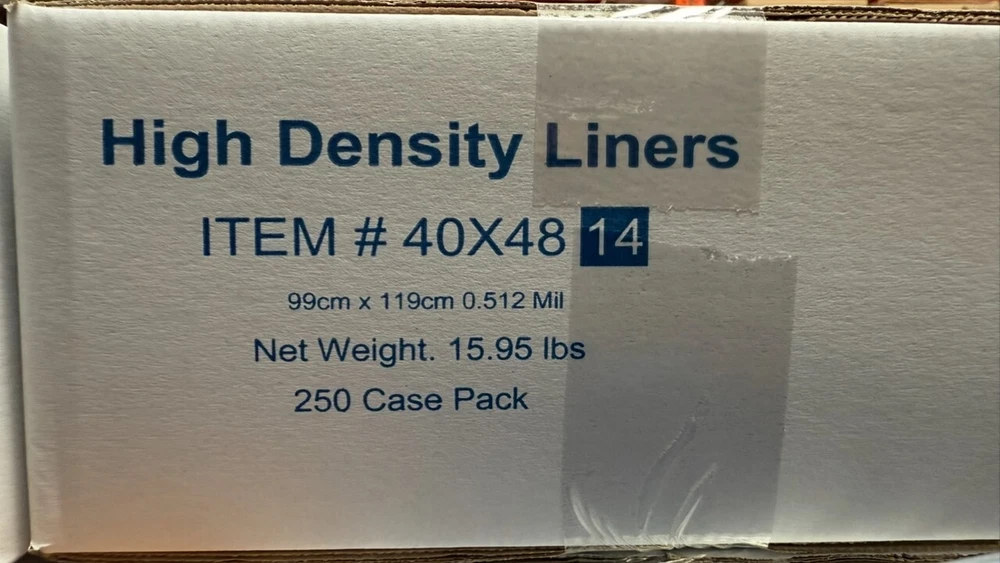 High Density Liners
ITEM # 40X48 14
99cm x 119cm 0.512 Mil
Net Weight. 15.95 lbs
250 Case Pack